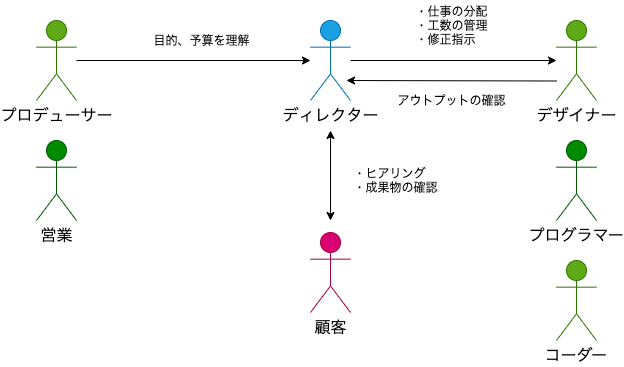 ・仕事の分配
・工数の管理
・修正指示
目的、予算を理解
アウトプットの確認
プロデューサー
ディレクター
デザイナー
・ヒアリング
・成果物の確認
営業
プログラマー
顧客
コーダー